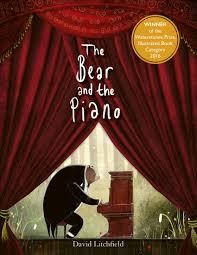 WINNER
of the
Waterstones Prize,
Illustrated Book
Category
2016
The
Bear
and the
Piano
David Litchfield